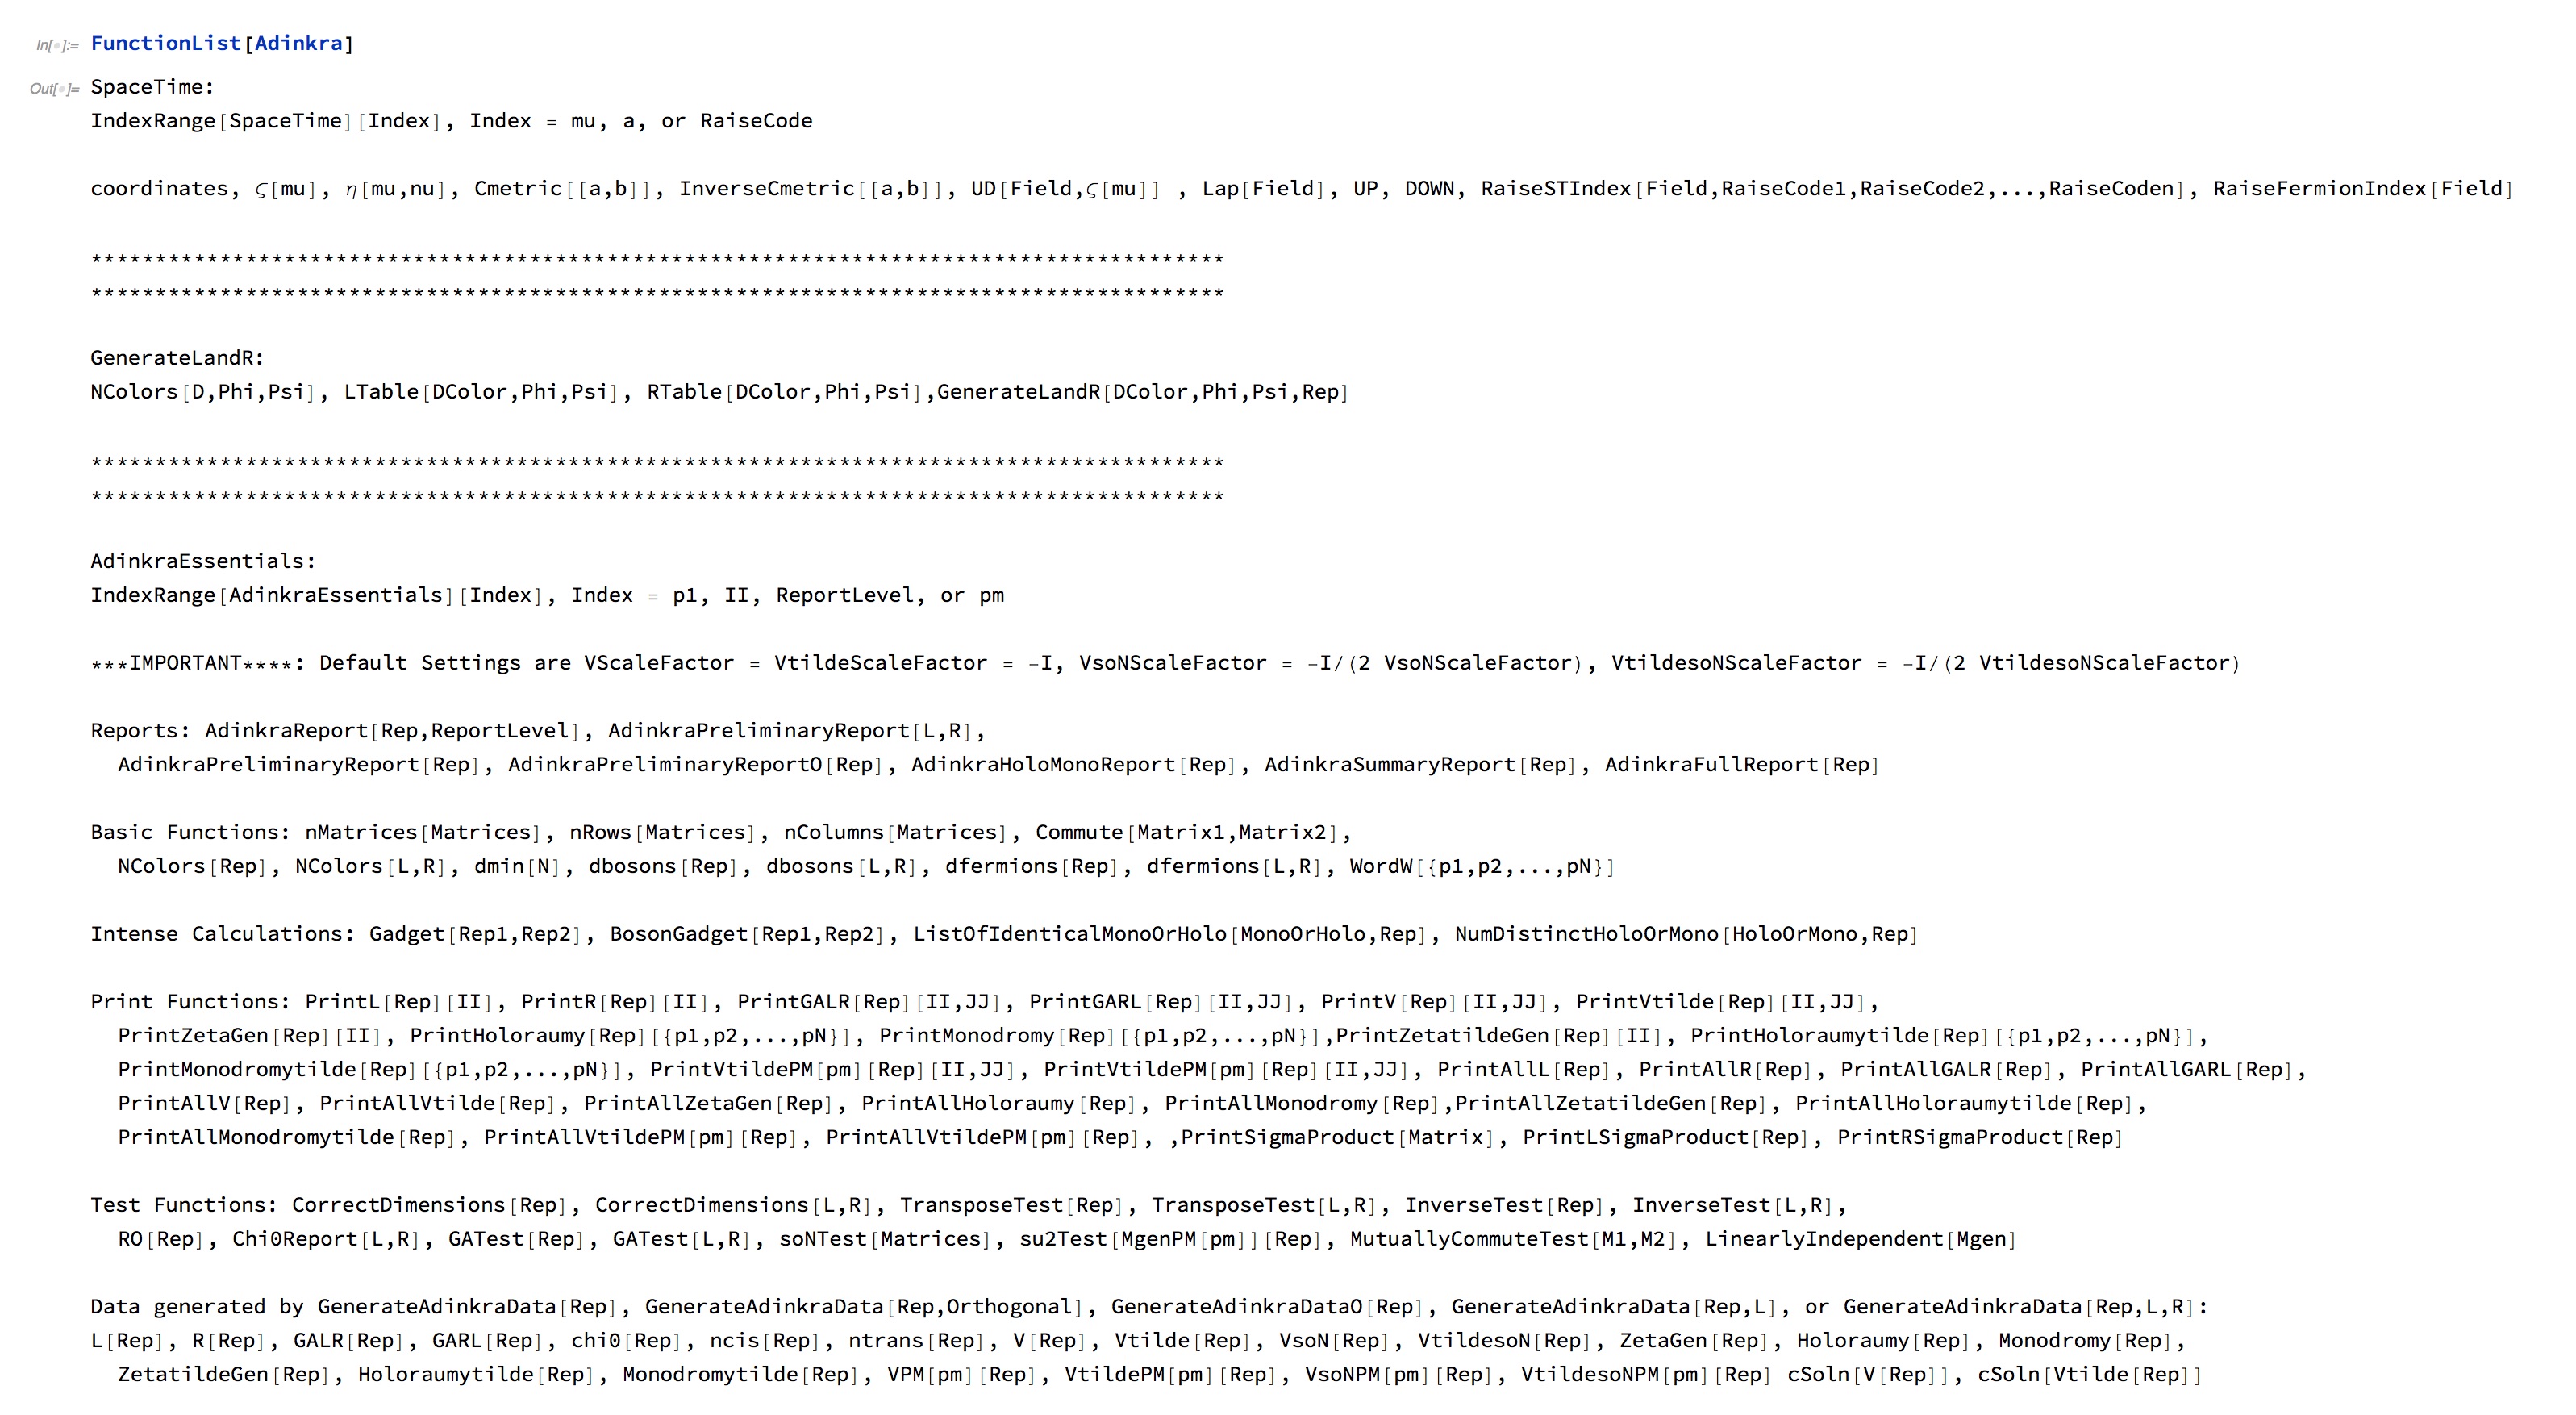 In[◦]:= FunctionList[Adinkra]
Out[◦]= SpaceTime:
IndexRange[SpaceTime][Index], Index = mu, a, or RaiseCode
coordinates, ϛ[mu], η[mu,nu], Cmetric[[a,b]], InverseCmetric[[a,b]], UD[Field,ϛ[mu]] , Lap[Field], UP, DOWN, RaiseSTIndex[Field,RaiseCode1,RaiseCode2,...,RaiseCoden], RaiseFermionIndex[Field]
*****************************************************************************************
*****************************************************************************************
GenerateLandR:
NColors[D,Phi,Psi], LTable[DColor,Phi,Psi], RTable[DColor,Phi,Psi],GenerateLandR[DColor,Phi,Psi,Rep]
*****************************************************************************************
*****************************************************************************************
AdinkraEssentials:
IndexRange[AdinkraEssentials][Index], Index = p1, II, ReportLevel, or pm
***IMPORTANT****: Default Settings are VScaleFactor = VtildeScaleFactor = -I, VsoNScaleFactor = -I/(2 VsoNScaleFactor), VtildesoNScaleFactor = -I/(2 VtildesoNScaleFactor)
Reports: AdinkraReport[Rep,ReportLevel], AdinkraPreliminaryReport[L,R],
AdinkraPreliminaryReport[Rep], AdinkraPreliminaryReportO[Rep], AdinkraHoloMonoReport[Rep], AdinkraSummaryReport[Rep], AdinkraFullReport[Rep]
Basic Functions: nMatrices[Matrices], nRows[Matrices], nColumns[Matrices], Commute[Matrix1,Matrix2],
NColors[Rep], NColors[L,R], dmin[N], dbosons[Rep], dbosons[L,R], dfermions[Rep], dfermions[L,R], WordW[{p1,p2,...,pN}]
Intense Calculations: Gadget[Rep1,Rep2], BosonGadget[Rep1,Rep2], ListOfIdenticalMonoOrHolo[MonoOrHolo,Rep], NumDistinctHoloOrMono[HoloOrMono,Rep]
Print Functions: PrintL[Rep][II], PrintR[Rep][II], PrintGALR[Rep][II,JJ], PrintGARL[Rep][II,JJ], PrintV[Rep][II,JJ], PrintVtilde[Rep][II,JJ],
PrintZetaGen[Rep][II], PrintHoloraumy[Rep][{p1,p2,...,pN}], PrintMonodromy[Rep][{p1,p2,...,pN}],PrintZetatildeGen[Rep][II], PrintHoloraumytilde[Rep][{p1,p2,...,pN}],
PrintMonodromytilde[Rep][{p1,p2,...,pN}], PrintVtildePM[pm][Rep][II,JJ], PrintVtildePM[pm][Rep][II,JJ], PrintAllL[Rep], PrintAllR[Rep], PrintAllGALR[Rep], PrintAllGARL[Rep],
PrintAllV[Rep], PrintAllVtilde[Rep], PrintAllZetaGen[Rep], PrintAllHoloraumy[Rep], PrintAllMonodromy[Rep],PrintAllZetatildeGen[Rep], PrintAllHoloraumytilde[Rep],
PrintAllMonodromytilde[Rep], PrintAllVtildePM[pm][Rep], PrintAllVtildePM[pm][Rep], ,PrintSigmaProduct[Matrix], PrintLSigmaProduct[Rep], PrintRSigmaProduct[Rep]
Test Functions: CorrectDimensions[Rep], CorrectDimensions[L,R], TransposeTest[Rep], TransposeTest[L,R], InverseTest[Rep], InverseTest[L,R],
RO[Rep], Chi0Report[L,R], GATest[Rep], GATest[L,R], soNTest[Matrices], su2Test[MgenPM[pm]][Rep], MutuallyCommuteTest[M1,M2], LinearlyIndependent[Mgen]
Data generated by GenerateAdinkraData[Rep], GenerateAdinkraData[Rep,Orthogonal], GenerateAdinkraDataO[Rep], GenerateAdinkraData[Rep,L], or GenerateAdinkraData[Rep,L,R]:
L[Rep], R[Rep], GALR[Rep], GARL[Rep], chi0[Rep], ncis[Rep], ntrans[Rep], V[Rep], Vtilde[Rep], VsoN[Rep], VtildesoN[Rep], ZetaGen[Rep], Holoraumy[Rep], Monodromy[Rep],
ZetatildeGen[Rep], Holoraumytilde[Rep], Monodromytilde[Rep], VPM[pm][Rep], VtildePM[pm][Rep], VsoNPM[pm][Rep], VtildesoNPM[pm][Rep] cSoln[V[Rep]], cSoln[Vtilde[Rep]]